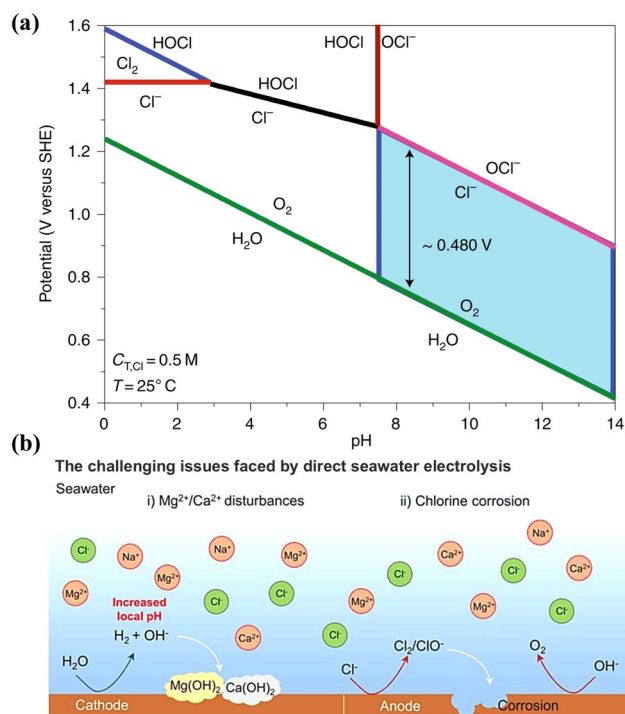 (a)
1.6
1.4
1.2
1.0
0.8
0.6
0.4
Potential (V versus SHE)
HOCl
Cl₂
Cl⁻
HOCl
Cl⁻
HOCl
OCl⁻
OCl⁻
Cl⁻
O₂
H₂O
~ 0.480 V
O₂
H₂O
C_T,Cl = 0.5 M
T = 25° C
0
2
4
6
8
10
12
14
pH
(b)
The challenging issues faced by direct seawater electrolysis
Seawater
i) Mg²⁺/Ca²⁺ disturbances
ii) Chlorine corrosion
Cl⁻
Na⁺
Na⁺
Mg²⁺
Mg²⁺
Mg²⁺
Cl⁻
Cl⁻
Ca²⁺
Cl⁻
Mg²⁺
Cl⁻
Ca²⁺
Na⁺
Cl⁻
Ca²⁺
Mg²⁺
Cl⁻
Increased
local pH
H₂ + OH⁻
H₂O
Mg(OH)₂
Ca(OH)₂
Cl⁻
Cl₂/ClO⁻
O₂
OH⁻
Cathode
Anode
Corrosion